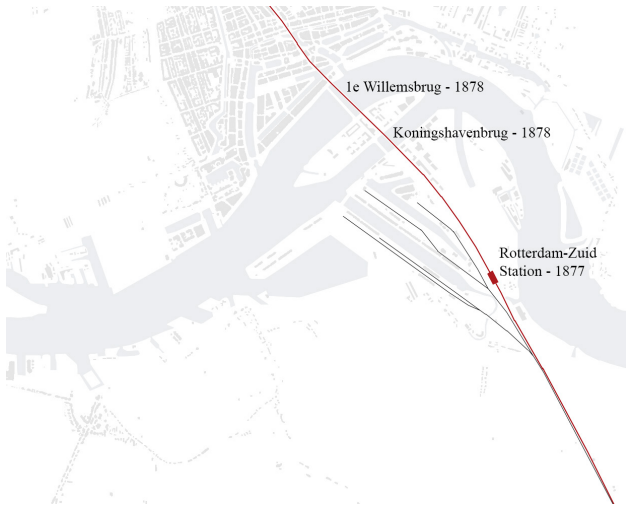 1e Willemsbrug - 1878
Koningshavenbrug - 1878
Rotterdam-Zuid
Station - 1877